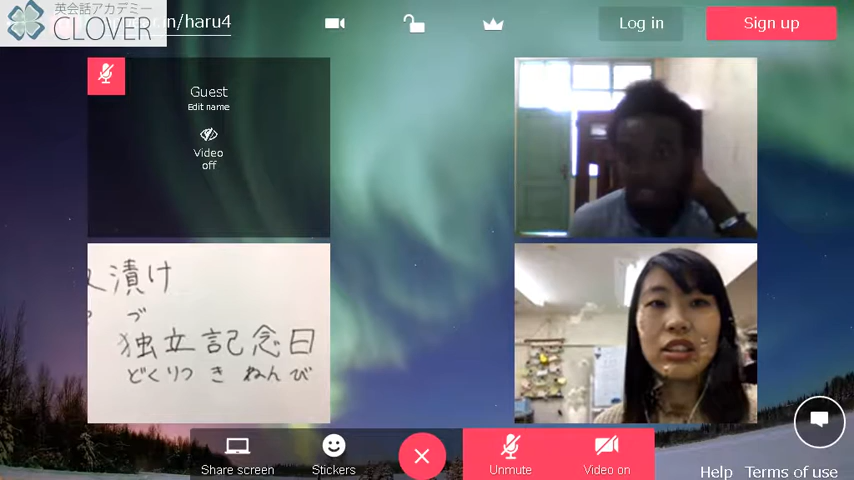 英会話アカデミー
CLOVER
.in/haru4
Log in
Sign up
Guest
Edit name
Video
off
漬け
づ
独立記念日
どくりつ き ねんび
Share screen
Stickers
Unmute
Video on
Help
Terms of use